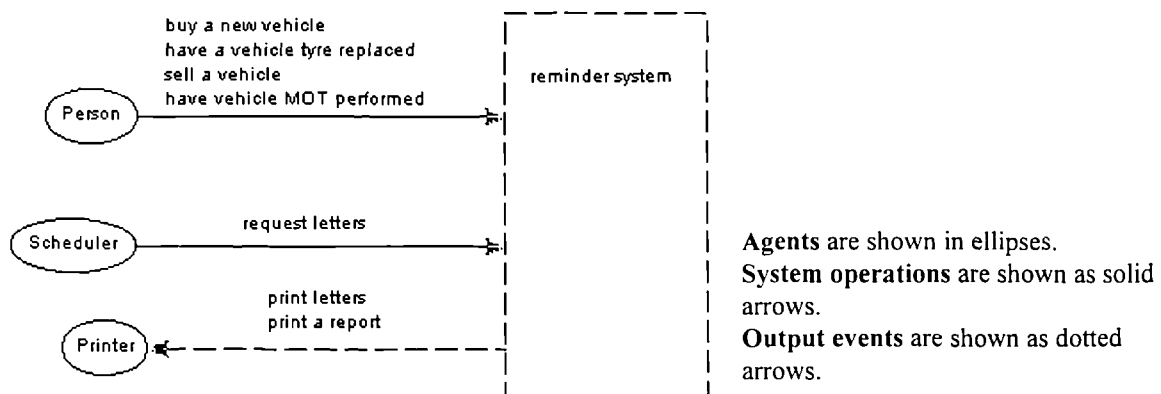 buy a new vehicle
have a vehicle tyre replaced
sell a vehicle
have vehicle MOT performed
Person
reminder system
request letters
Scheduler
print letters
print a report
Printer
Agents are shown in ellipses.
System operations are shown as solid
arrows.
Output events are shown as dotted
arrows.